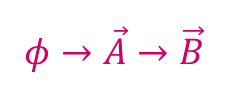 ϕ → A⃗ → B⃗